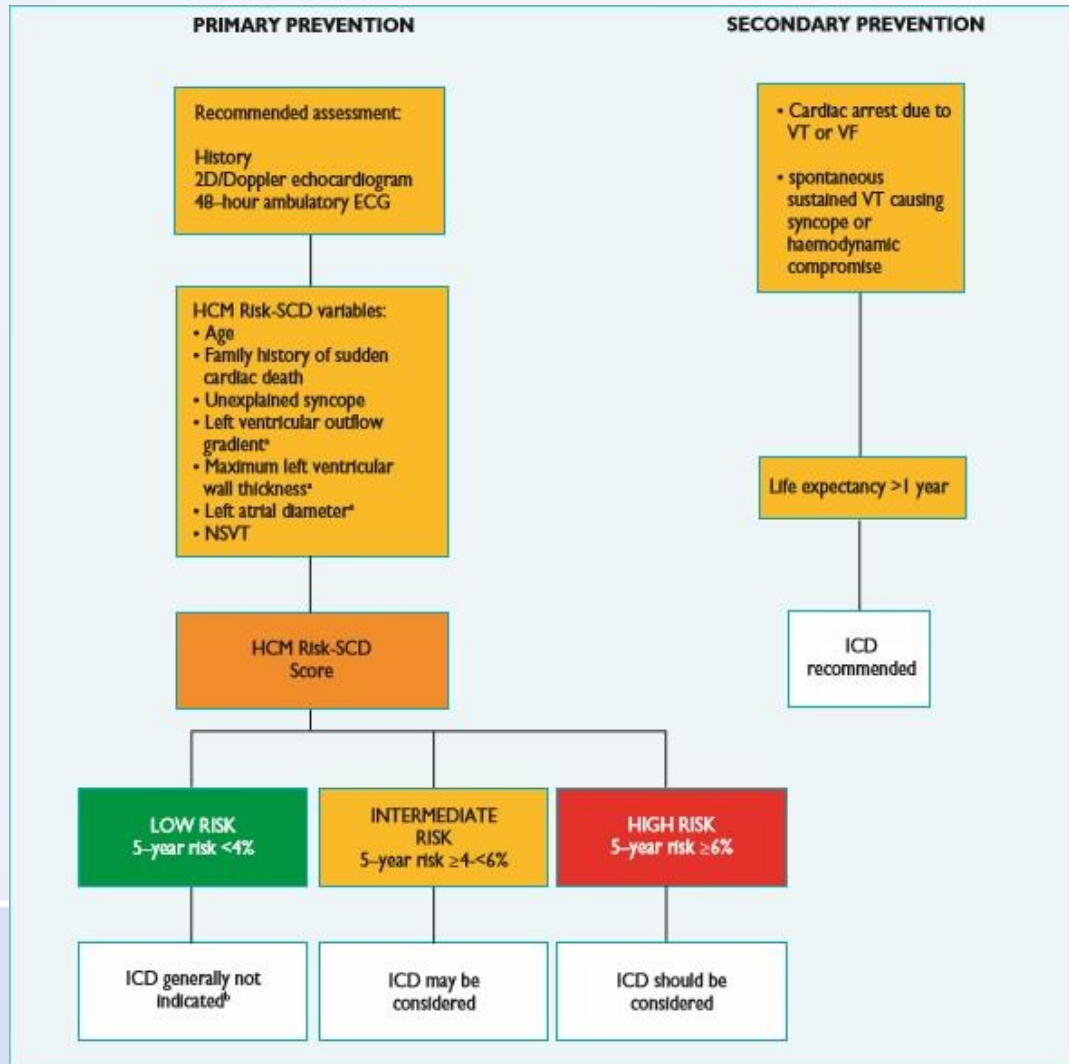 PRIMARY PREVENTION
Recommended assessment:
History
2D/Doppler echocardiogram
48–hour ambulatory ECG
HCM Risk-SCD variables:
• Age
• Family history of sudden
cardiac death
• Unexplained syncope
• Left ventricular outflow
gradientᵃ
• Maximum left ventricular
wall thicknessᵃ
• Left atrial diameterᵃ
• NSVT
HCM Risk-SCD
Score
LOW RISK
5–year risk <4%
INTERMEDIATE
RISK
5–year risk ≥4-<6%
HIGH RISK
5–year risk ≥6%
ICD generally not
indicatedᵇ
ICD may be
considered
ICD should be
considered
SECONDARY PREVENTION
• Cardiac arrest due to
VT or VF
• spontaneous
sustained VT causing
syncope or
haemodynamic
compromise
Life expectancy >1 year
ICD
recommended